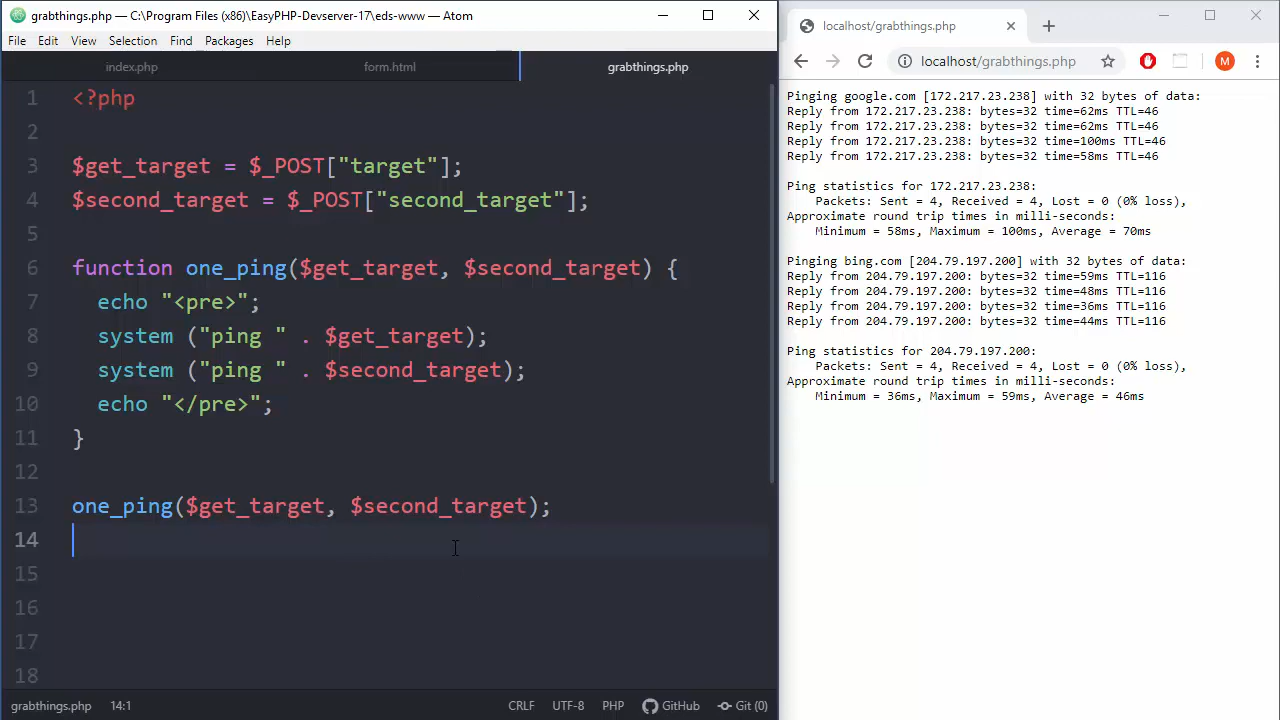 grabthings.php — C:\Program Files (x86)\EasyPHP-Devserver-17\eds-www — Atom
File Edit View Selection Find Packages Help
index.php form.html grabthings.php
1 <?php
2
3 $get_target = $_POST["target"];
4 $second_target = $_POST["second_target"];
5
6 function one_ping($get_target, $second_target) {
7 echo "<pre>";
8 system ("ping " . $get_target);
9 system ("ping " . $second_target);
10 echo "</pre>";
11 }
12
13 one_ping($get_target, $second_target);
14
15
16
17
18
grabthings.php 14:1 CRLF UTF-8 PHP GitHub Git (0)
localhost/grabthings.php
localhost/grabthings.php M
Pinging google.com [172.217.23.238] with 32 bytes of data:
Reply from 172.217.23.238: bytes=32 time=62ms TTL=46
Reply from 172.217.23.238: bytes=32 time=62ms TTL=46
Reply from 172.217.23.238: bytes=32 time=100ms TTL=46
Reply from 172.217.23.238: bytes=32 time=58ms TTL=46
Ping statistics for 172.217.23.238:
Packets: Sent = 4, Received = 4, Lost = 0 (0% loss),
Approximate round trip times in milli-seconds:
Minimum = 58ms, Maximum = 100ms, Average = 70ms
Pinging bing.com [204.79.197.200] with 32 bytes of data:
Reply from 204.79.197.200: bytes=32 time=59ms TTL=116
Reply from 204.79.197.200: bytes=32 time=48ms TTL=116
Reply from 204.79.197.200: bytes=32 time=36ms TTL=116
Reply from 204.79.197.200: bytes=32 time=44ms TTL=116
Ping statistics for 204.79.197.200:
Packets: Sent = 4, Received = 4, Lost = 0 (0% loss),
Approximate round trip times in milli-seconds:
Minimum = 36ms, Maximum = 59ms, Average = 46ms